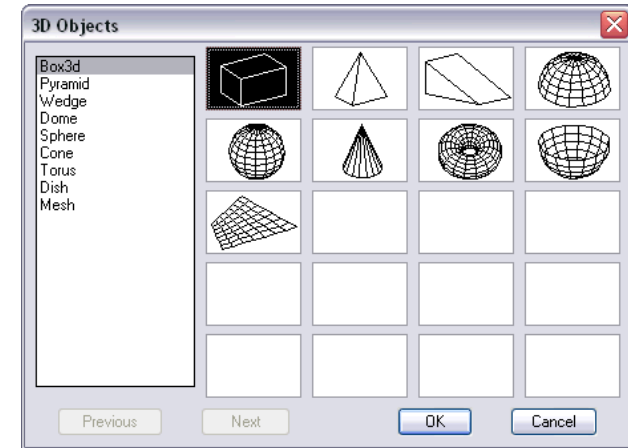 3D Objects
Box3d
Pyramid
Wedge
Dome
Sphere
Cone
Torus
Dish
Mesh
Previous
Next
OK
Cancel